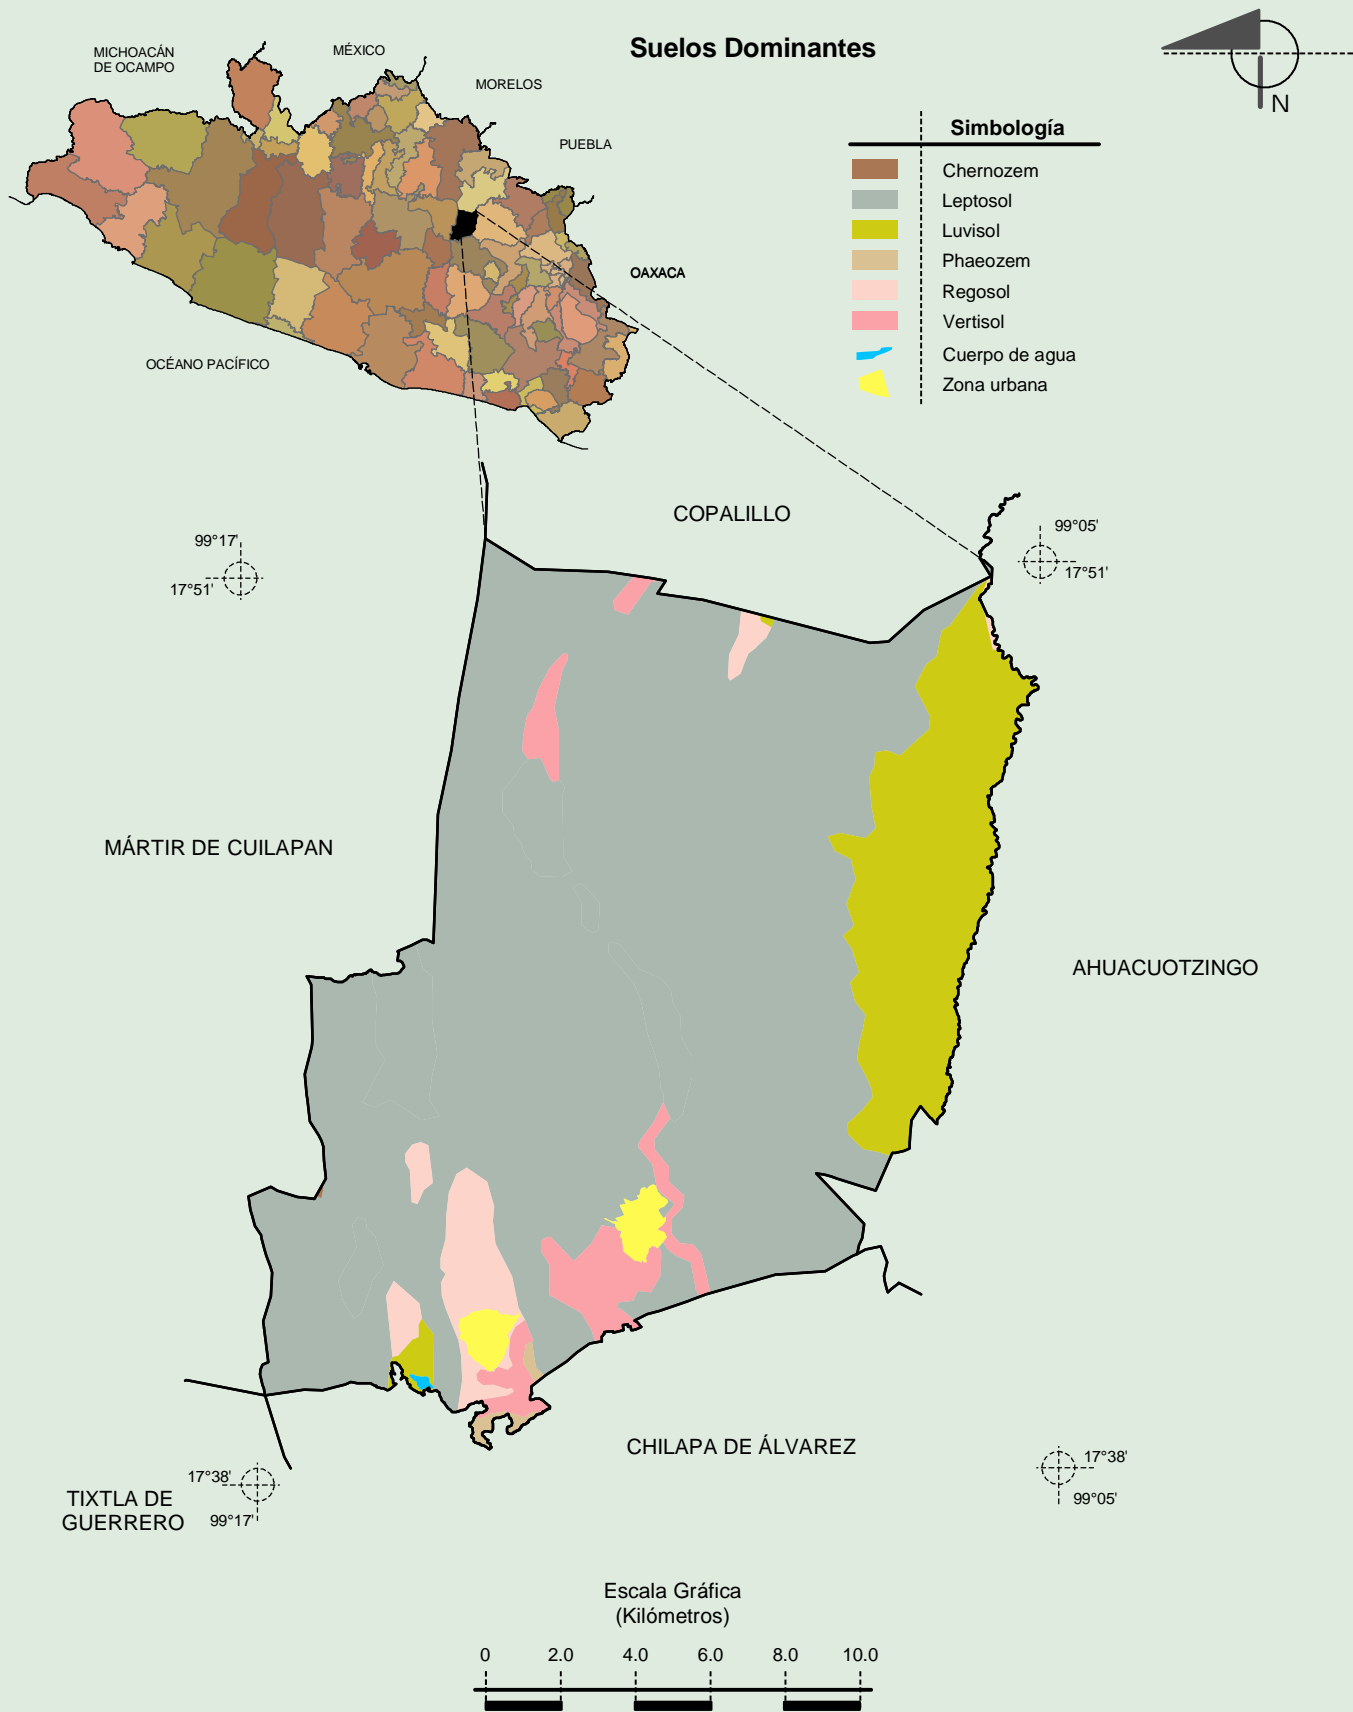 Suelos Dominantes
MICHOACÁN
DE OCAMPO
MÉXICO
MORELOS
PUEBLA
OAXACA
OCÉANO PACÍFICO
N
Simbología
Chernozem
Leptosol
Luvisol
Phaeozem
Regosol
Vertisol
Cuerpo de agua
Zona urbana
COPALILLO
99°17'
17°51'
99°05'
17°51'
MÁRTIR DE CUILAPAN
AHUACUOTZINGO
CHILAPA DE ÁLVAREZ
17°38'
99°17'
17°38'
99°05'
TIXTLA DE
GUERRERO
Escala Gráfica
(Kilómetros)
0 2.0 4.0 6.0 8.0 10.0